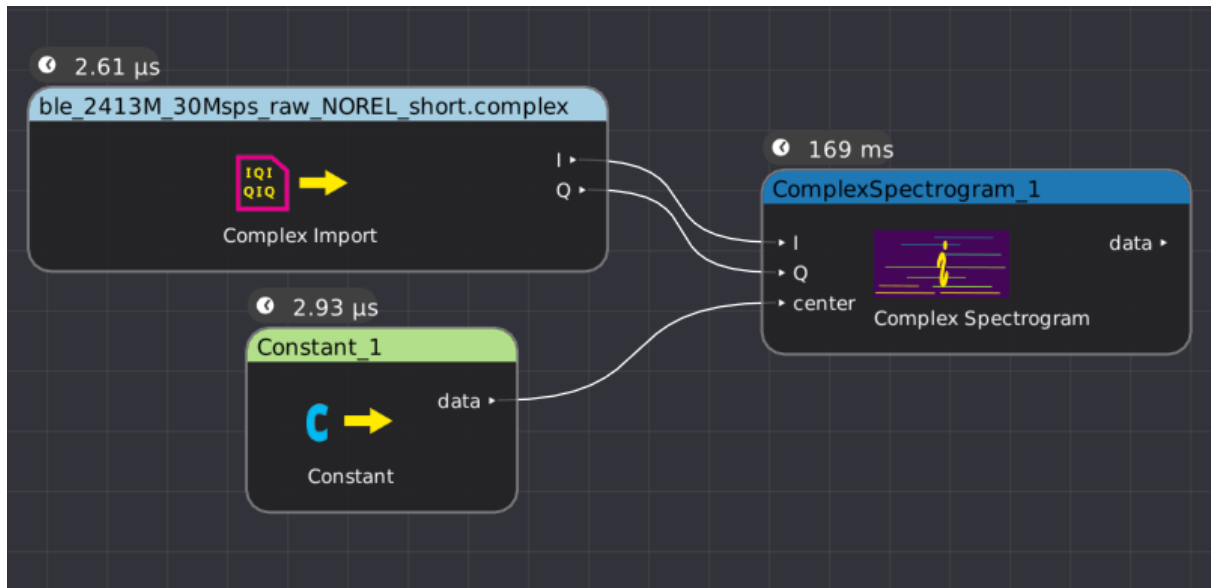 2.61 µs
ble_2413M_30Msps_raw_NOREL_short.complex
IQI
QIQ
Complex Import
I
Q
2.93 µs
Constant_1
data
C
Constant
169 ms
ComplexSpectrogram_1
I
Q
center
data
Complex Spectrogram